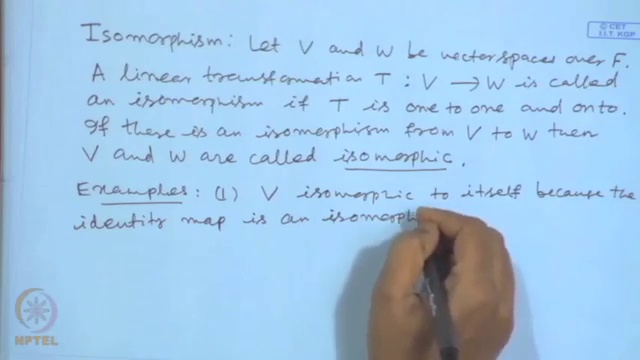 © CET
I.I.T. KGP
Isomorphism: Let V and W be vector spaces over F.
A linear transformation T : V → W is called
an isomorphism if T is one to one and onto.
If there is an isomorphism from V to W then
V and W are called isomorphic.
Examples: (1) V isomorphic to itself because the
identity map is an isomorph
NPTEL